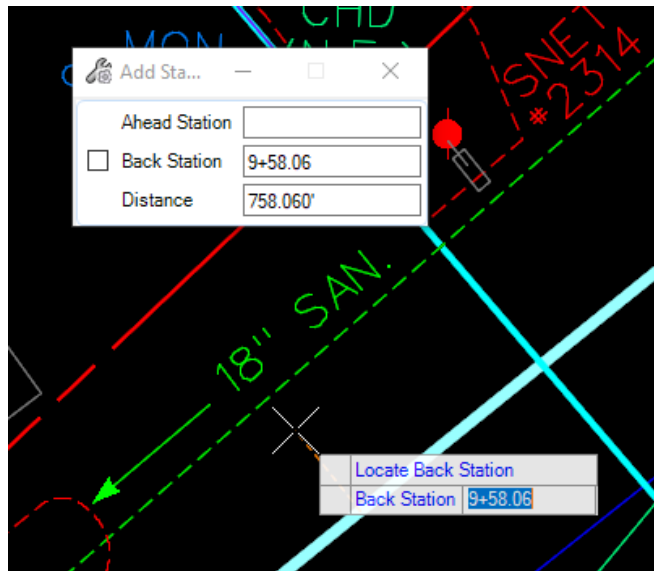 CHD
MON
(N.E.)
SNET
#2314
Add Sta...
Ahead Station
Back Station 9+58.06
Distance 758.060'
18" SAN.
Locate Back Station
Back Station 9+58.06